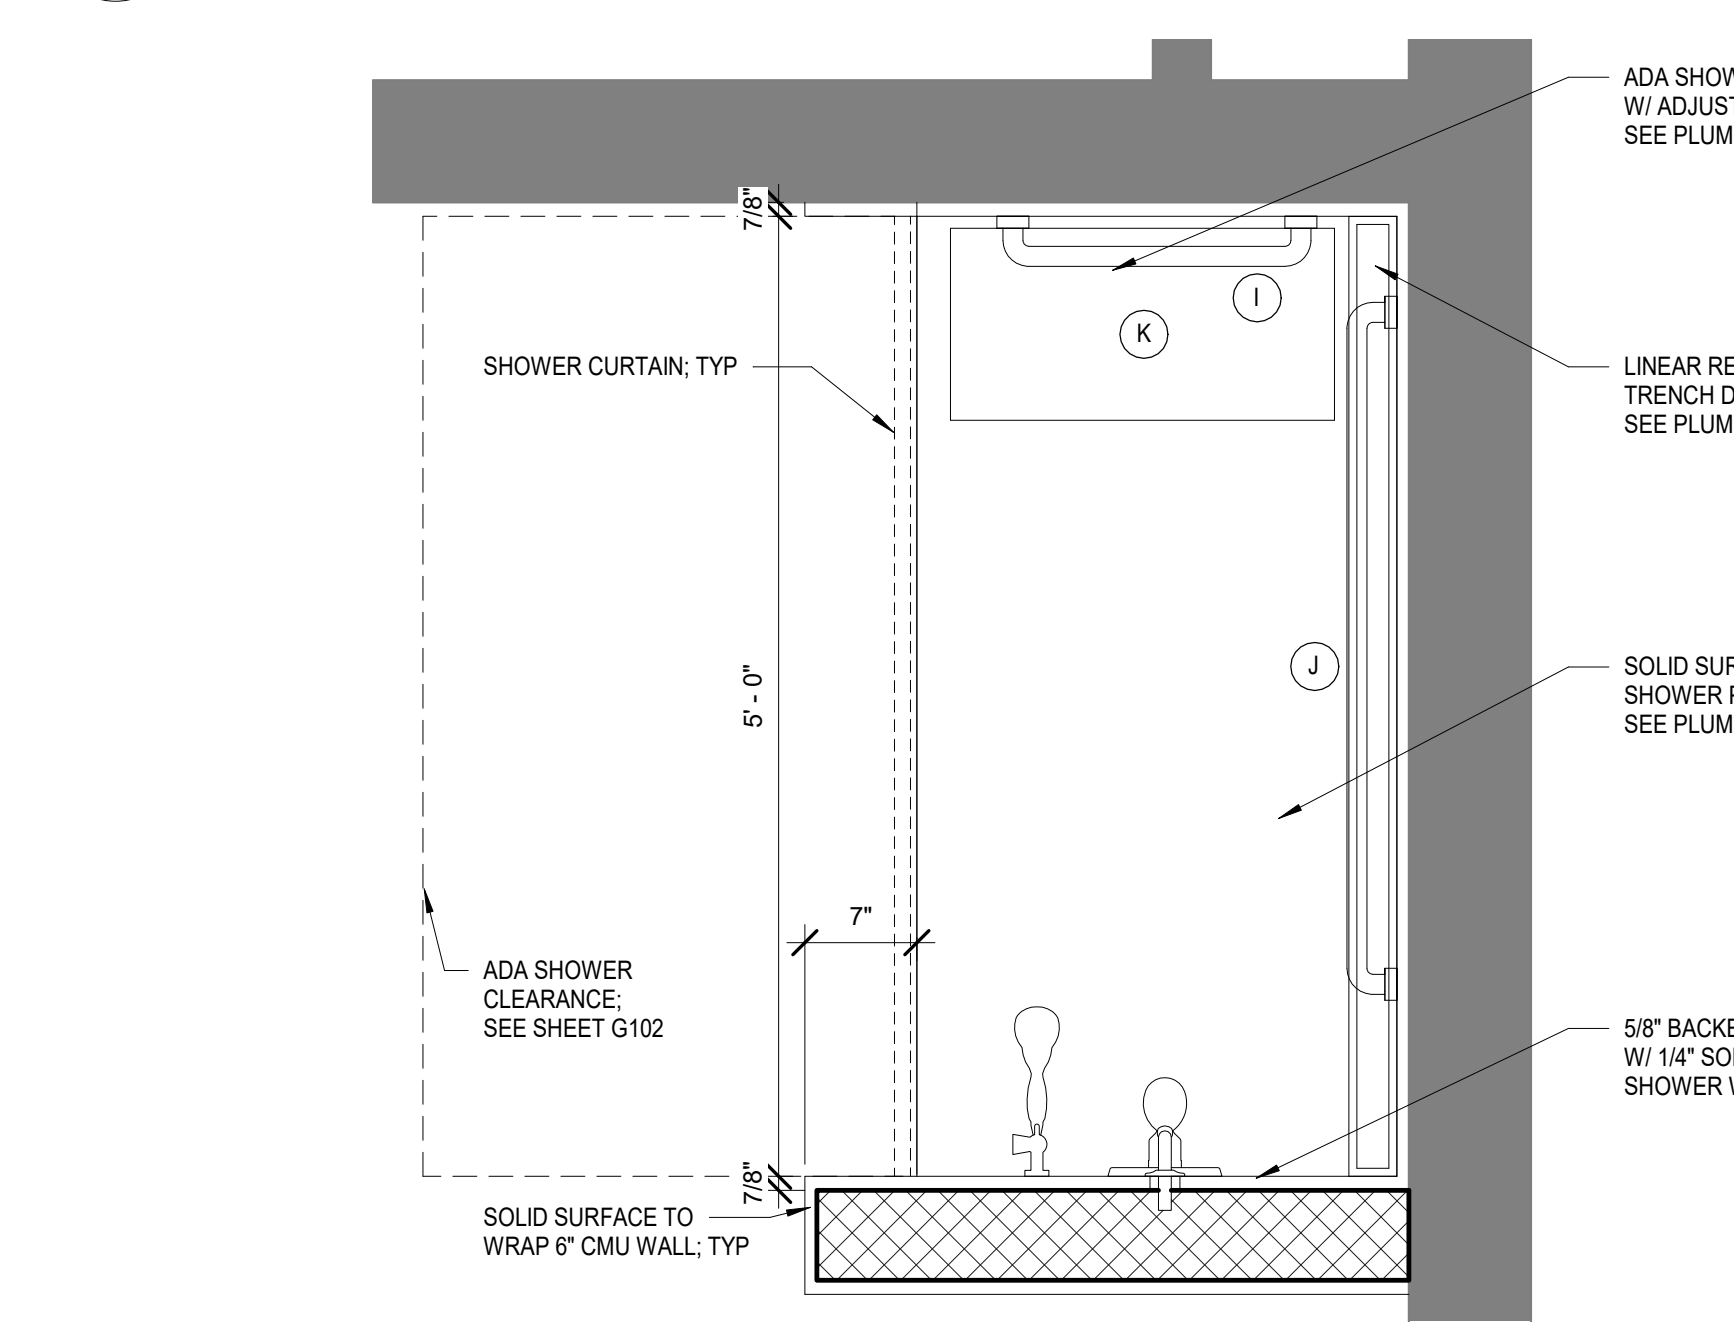 ADA SHOW
W/ ADJUST
SEE PLUM
7/8"
I
K
SHOWER CURTAIN; TYP
LINEAR RE
TRENCH D
SEE PLUM
5' - 0"
J
SOLID SUR
SHOWER P
SEE PLUM
7"
ADA SHOWER
CLEARANCE;
SEE SHEET G102
5/8" BACKE
W/ 1/4" SOL
SHOWER W
7/8"
SOLID SURFACE TO
WRAP 6" CMU WALL; TYP